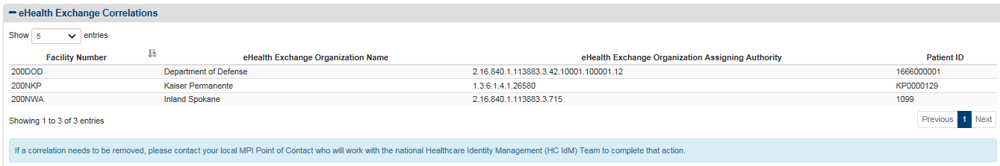 eHealth Exchange Correlations
Show 5 entries
Facility Number eHealth Exchange Organization Name eHealth Exchange Organization Assigning Authority Patient ID
200DOD Department of Defense 2.16.840.1.113883.3.42.10001.100001.12 1666000001
200NKP Kaiser Permanente 1.3.6.1.4.1.26580 KP0000129
200NWA Inland Spokane 2.16.840.1.113883.3.715 1099
Showing 1 to 3 of 3 entries Previous 1 Next
If a correlation needs to be removed, please contact your local MPI Point of Contact who will work with the national Healthcare Identity Management (HC IdM) Team to complete that action.